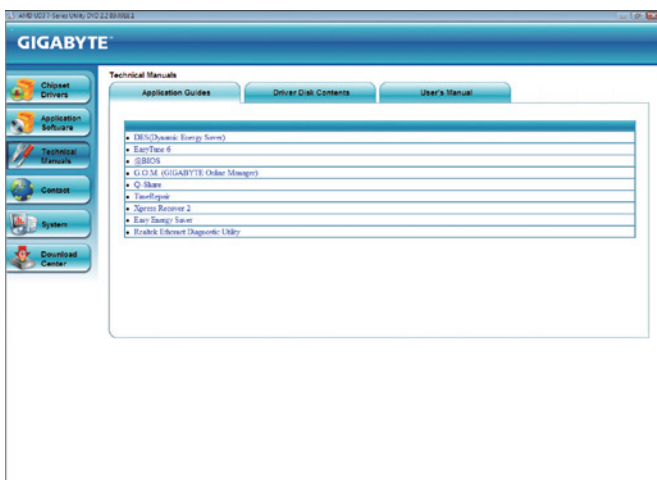 GIGABYTE™
Technical Manuals
Application Guides
Driver Disk Contents
User's Manual
Chipset
Drivers
Application
Software
Technical
Manuals
Contact
System
Download
Center
DES(Dynamic Energy Saver)
EasyTune 6
@BIOS
G.O.M. (GIGABYTE Online Manager)
Q-Share
TimeRepair
Xpress Recover 2
Easy Energy Saver
Realtek Ethernet Diagnostic Utility